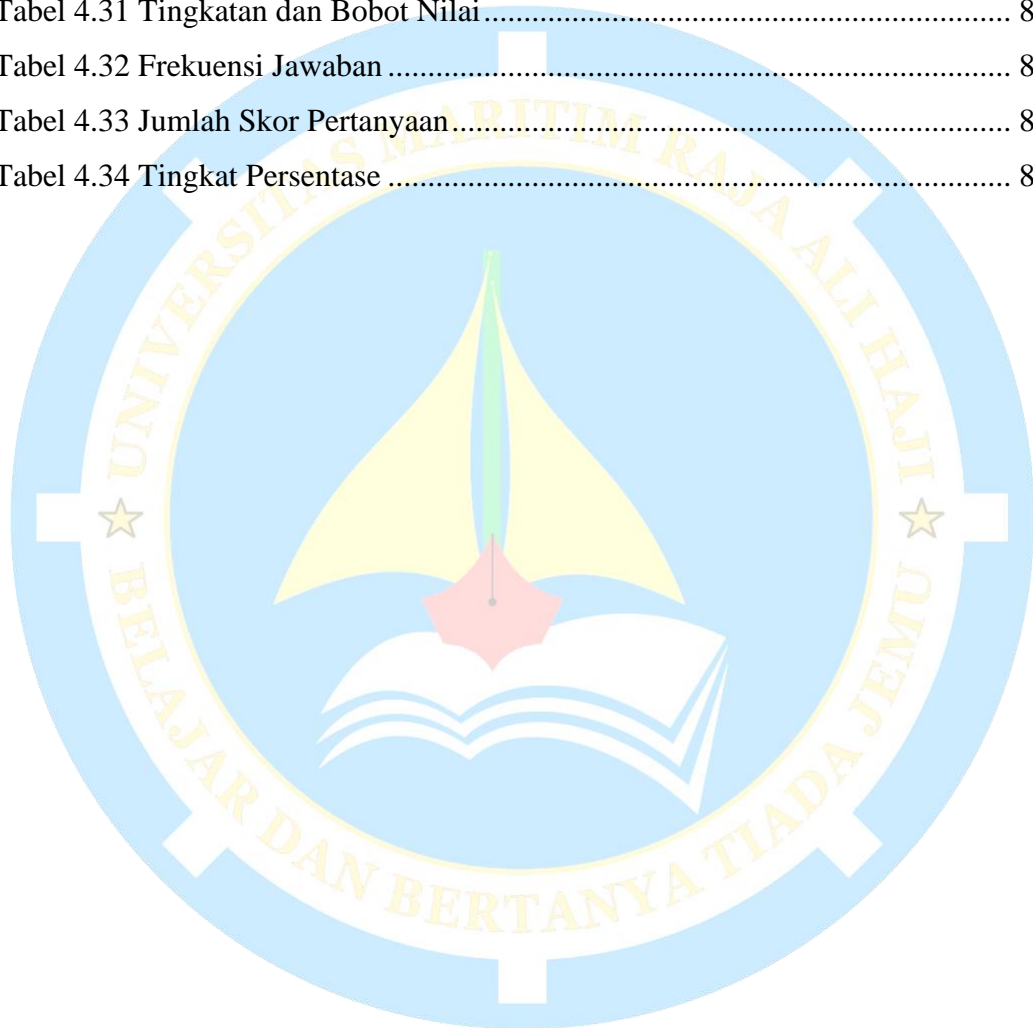 Tabel 4.31 Tingkatan dan Bobot Nilai.................................................................. 8
Tabel 4.32 Frekuensi Jawaban .............................................................................. 8
Tabel 4.33 Jumlah Skor Pertanyaan...................................................................... 8
Tabel 4.34 Tingkat Persentase .............................................................................. 8
UNIVERSITAS MARITIM RAJA ALI HAJI
BELAJAR DAN BERTANYA TIADA JEMU